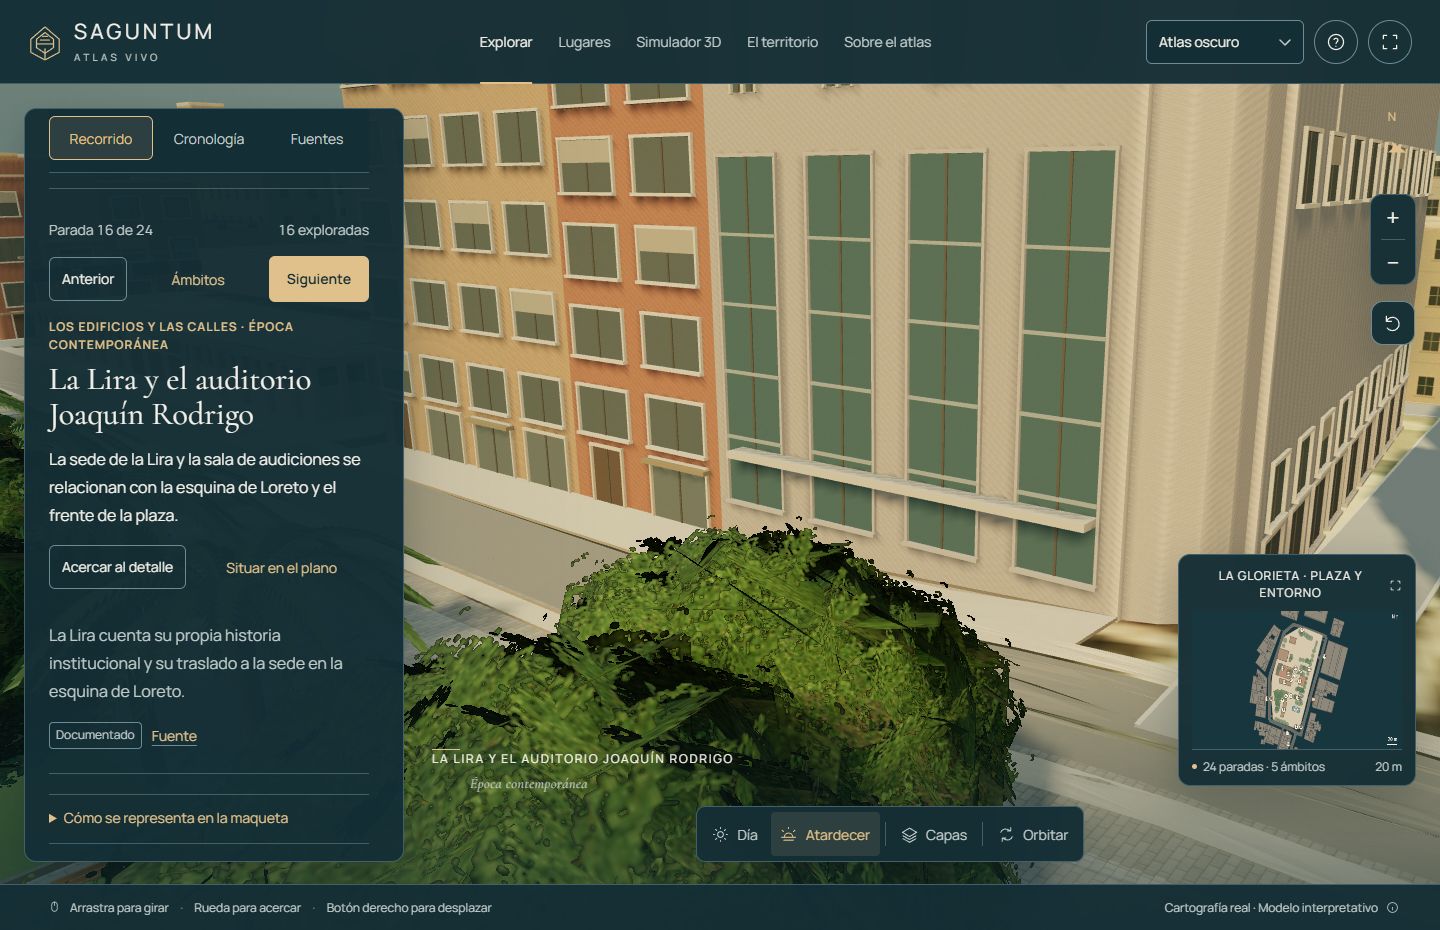 SAGUNTUM
ATLAS VIVO
Explorar
Lugares
Simulador 3D
El territorio
Sobre el atlas
Atlas oscuro
N
Recorrido
Cronología
Fuentes
Parada 16 de 24
16 exploradas
Anterior
Ámbitos
Siguiente
LOS EDIFICIOS Y LAS CALLES · ÉPOCA
CONTEMPORÁNEA
La Lira y el auditorio
Joaquín Rodrigo
La sede de la Lira y la sala de audiciones se
relacionan con la esquina de Loreto y el
frente de la plaza.
Acercar al detalle
Situar en el plano
La Lira cuenta su propia historia
institucional y su traslado a la sede en la
esquina de Loreto.
Documentado
Fuente
Cómo se representa en la maqueta
LA LIRA Y EL AUDITORIO JOAQUÍN RODRIGO
Época contemporánea
LA GLORIETA · PLAZA Y
ENTORNO
24 paradas · 5 ámbitos
20 m
Día
Atardecer
Capas
Orbitar
Arrastra para girar · Rueda para acercar · Botón derecho para desplazar
Cartografía real · Modelo interpretativo